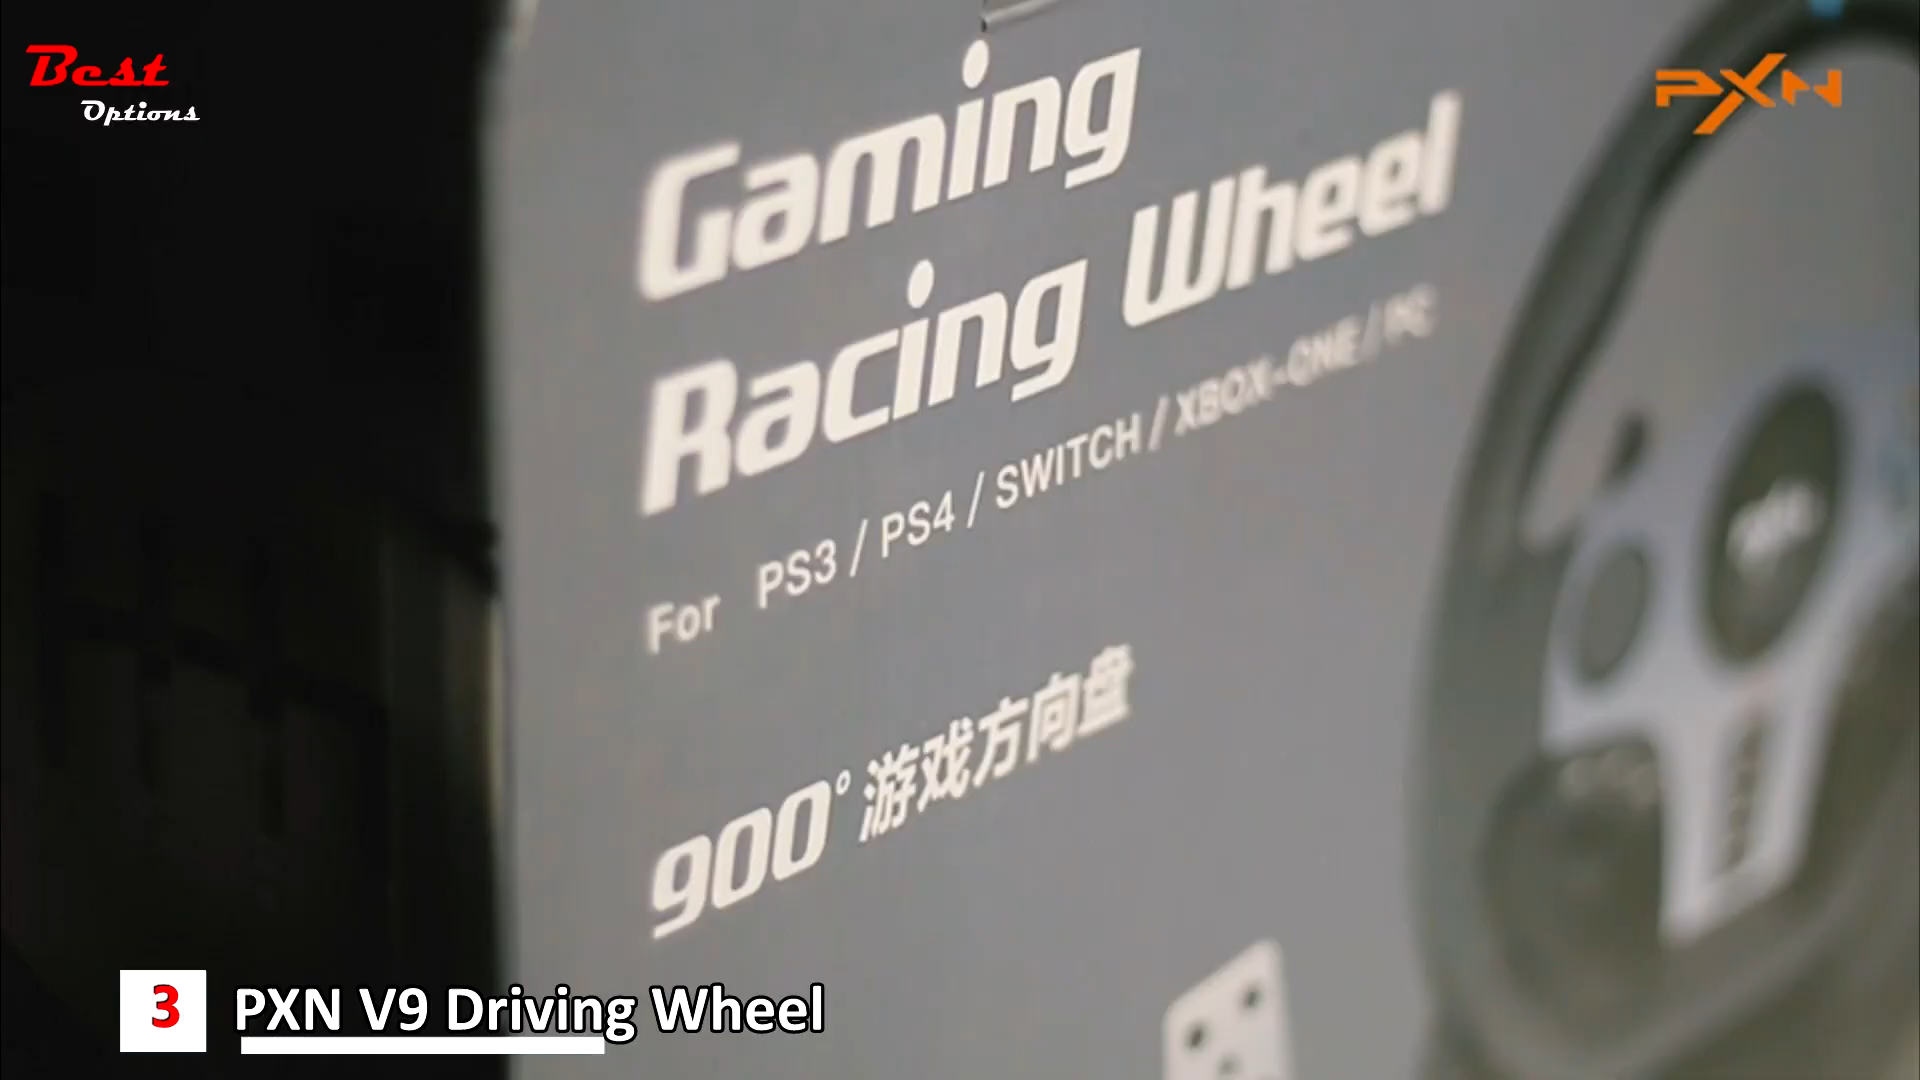 Best
Options
PXN
Gaming
Racing Wheel
For PS3 / PS4 / SWITCH / XBOX-ONE / PC
900°游戏方向盘
3 PXN V9 Driving Wheel